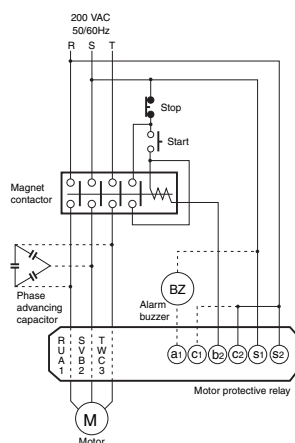 200 VAC
50/60Hz
R S T
Stop
Start
Magnet
contactor
Phase
advancing
capacitor
BZ
Alarm
buzzer
R U A 1
S V B 2
T W C 3
a1 c1 b2 c2 s1 s2
Motor protective relay
M
Motor